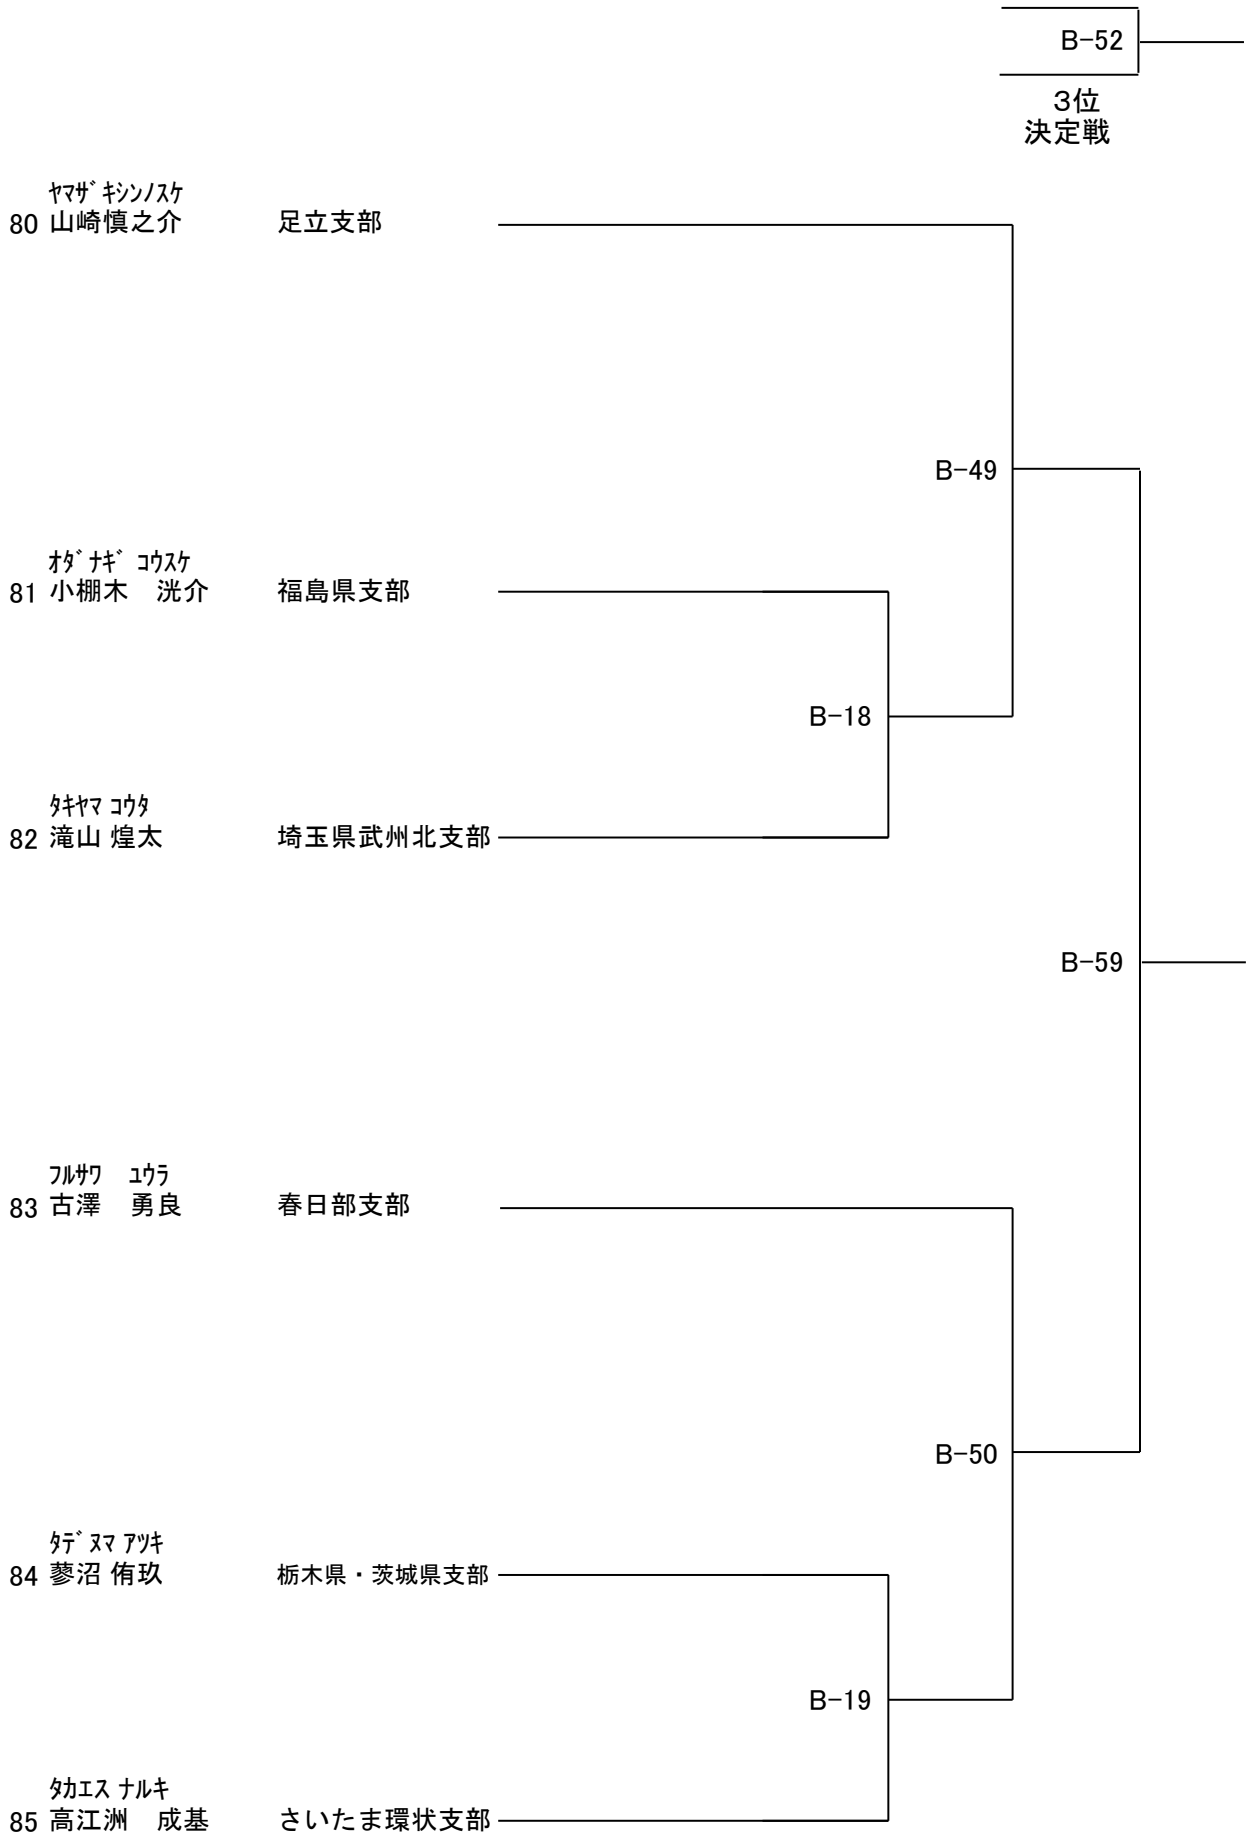 B-52
3位
決定戦
ﾔﾏｻﾞｷｼﾝﾉｽｹ
80 山崎慎之介 足立支部
B-49
ｵﾀﾞﾅｷﾞ ｺｳｽｹ
81 小棚木　洸介 福島県支部
B-18
ﾀｷﾔﾏ ｺｳﾀ
82 滝山 煌太 埼玉県武州北支部
B-59
ﾌﾙｻﾜ　ﾕｳﾗ
83 古澤　勇良 春日部支部
B-50
ﾀﾃﾞﾇﾏ ｱﾂｷ
84 蓼沼 侑玖 栃木県・茨城県支部
B-19
ﾀｶｴｽ ﾅﾙｷ
85 高江洲　成基 さいたま環状支部